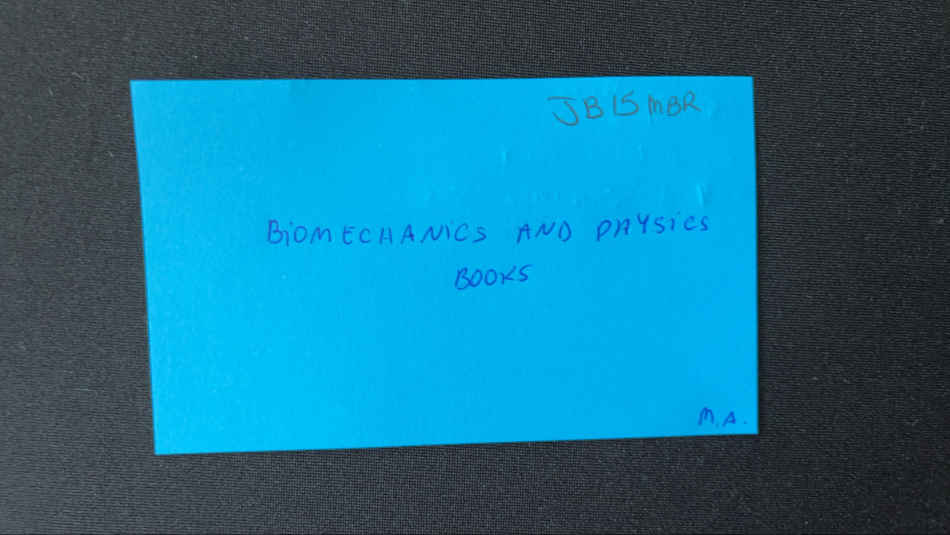 JB15MBR
BiOMECHANiCS AND PHYSiCS
BOOKS
M.A.